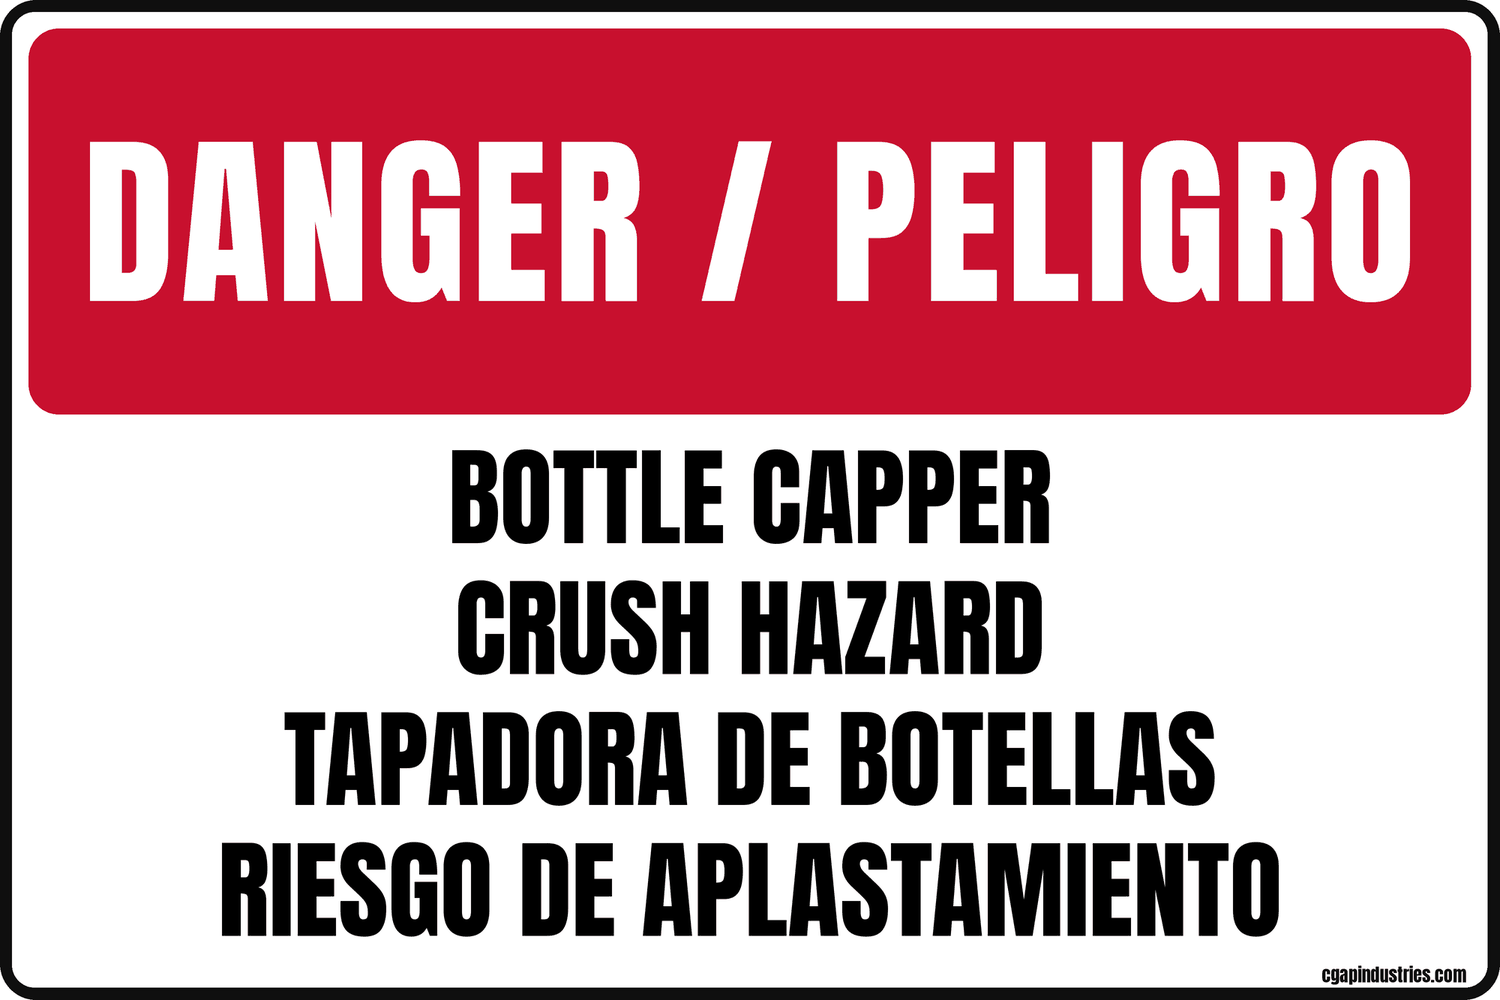 DANGER / PELIGRO
BOTTLE CAPPER
CRUSH HAZARD
TAPADORA DE BOTELLAS
RIESGO DE APLASTAMIENTO
cgapindustries.com